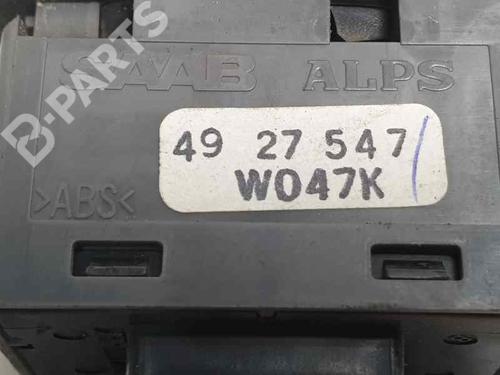 SAAB ALPS
49 27 547
W047K
>ABS<
B-PARTS